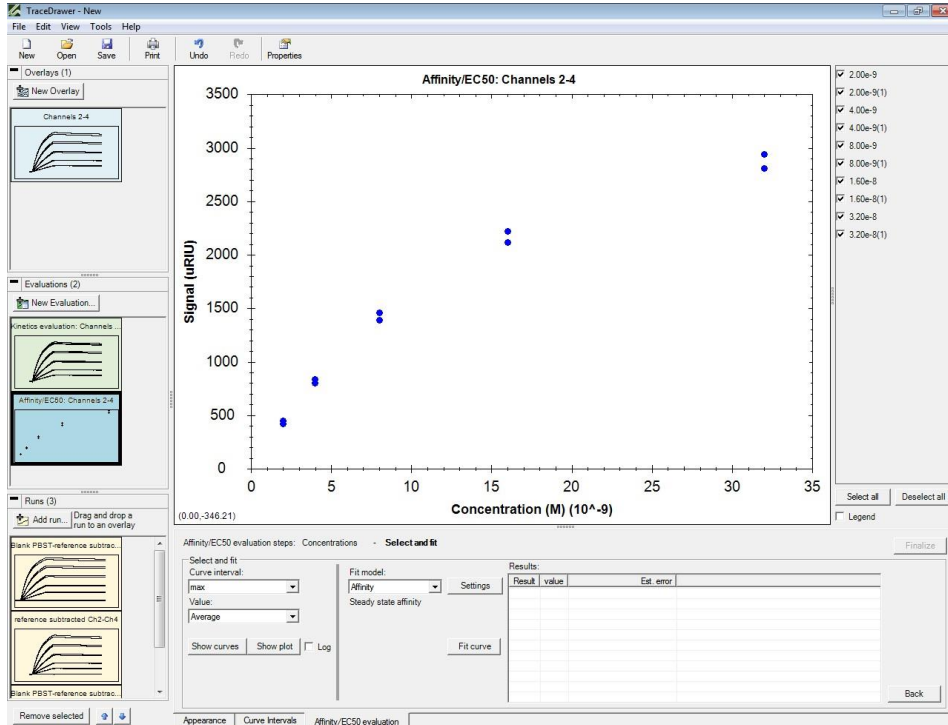 TraceDrawer - New
File Edit View Tools Help
New Open Save Print Undo Redo Properties
Overlays (1)
New Overlay
Channels 2-4
Evaluations (2)
New Evaluation...
Kinetics evaluation: Channels ...
Affinity/EC50: Channels 2-4
Runs (3)
Add run... Drag and drop a
run to an overlay
Blank PBST-reference subtrac...
reference subtracted Ch2-Ch4
Blank PBST-reference subtrac...
Remove selected
Affinity/EC50: Channels 2-4
3500
3000
2500
2000
1500
1000
500
0
Signal (uRIU)
0 5 10 15 20 25 30 35
Concentration (M) (10^-9)
(0.00,-346.21)
2.00e-9
2.00e-9(1)
4.00e-9
4.00e-9(1)
8.00e-9
8.00e-9(1)
1.60e-8
1.60e-8(1)
3.20e-8
3.20e-8(1)
Select all Deselect all
Legend
Affinity/EC50 evaluation steps: Concentrations - Select and fit
Finalize
Select and fit
Curve interval:
max
Value:
Average
Show curves Show plot Log
Fit model:
Affinity Settings
Steady state affinity
Fit curve
Results:
Result value Est. error
Back
Appearance Curve Intervals Affinity/EC50 evaluation